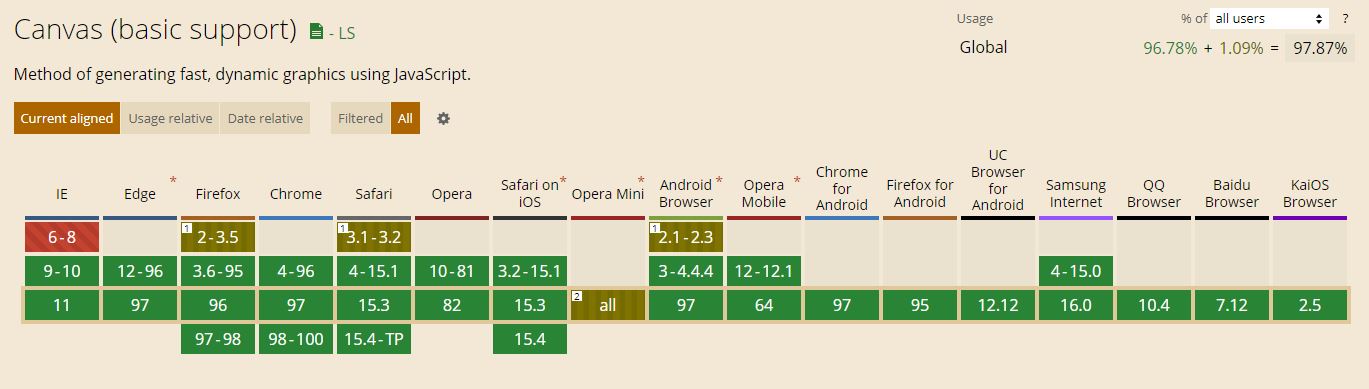 Canvas (basic support) - LS
Usage % of all users ?
Global 96.78% + 1.09% = 97.87%
Method of generating fast, dynamic graphics using JavaScript.
Current aligned Usage relative Date relative Filtered All
IE Edge * Firefox Chrome Safari Opera Safari on iOS * Opera Mini Android Browser * Opera Mobile * Chrome for Android Firefox for Android UC Browser for Android Samsung Internet QQ Browser Baidu Browser KaiOS Browser
6-8 1 2-3.5 1 3.1-3.2 1 2.1-2.3
9-10 12-96 3.6-95 4-96 4-15.1 10-81 3.2-15.1 3-4.4.4 12-12.1 4-15.0
11 97 96 97 15.3 82 15.3 2 all 97 64 97 95 12.12 16.0 10.4 7.12 2.5
97-98 98-100 15.4-TP 15.4